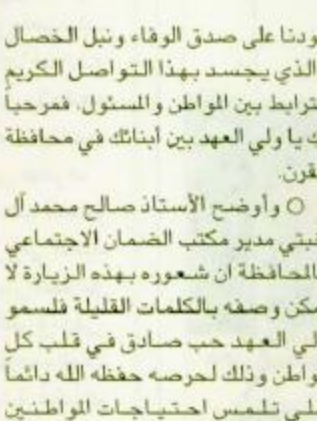 ودنا على صدق الوفاء ونبل الخصال
الذي يجسد بهذا التواصل الكريم
ترابط بين المواطن والمسئول. فمرحباً
ك يا ولي العهد بين أبنائك في محافظة
قرن.
○ وأوضح الأستاذ صالح محمد آل
نبتي مدير مكتب الضمان الاجتماعي
المحافظة ان شعوره بهذه الزيارة لا
مكن وصفه بالكلمات القليلة فلسمو
لي العهد حب صادق في قلب كل
واطن وذلك لحرصه حفظه الله دائماً
لى تلمس احتياجات المواطنين